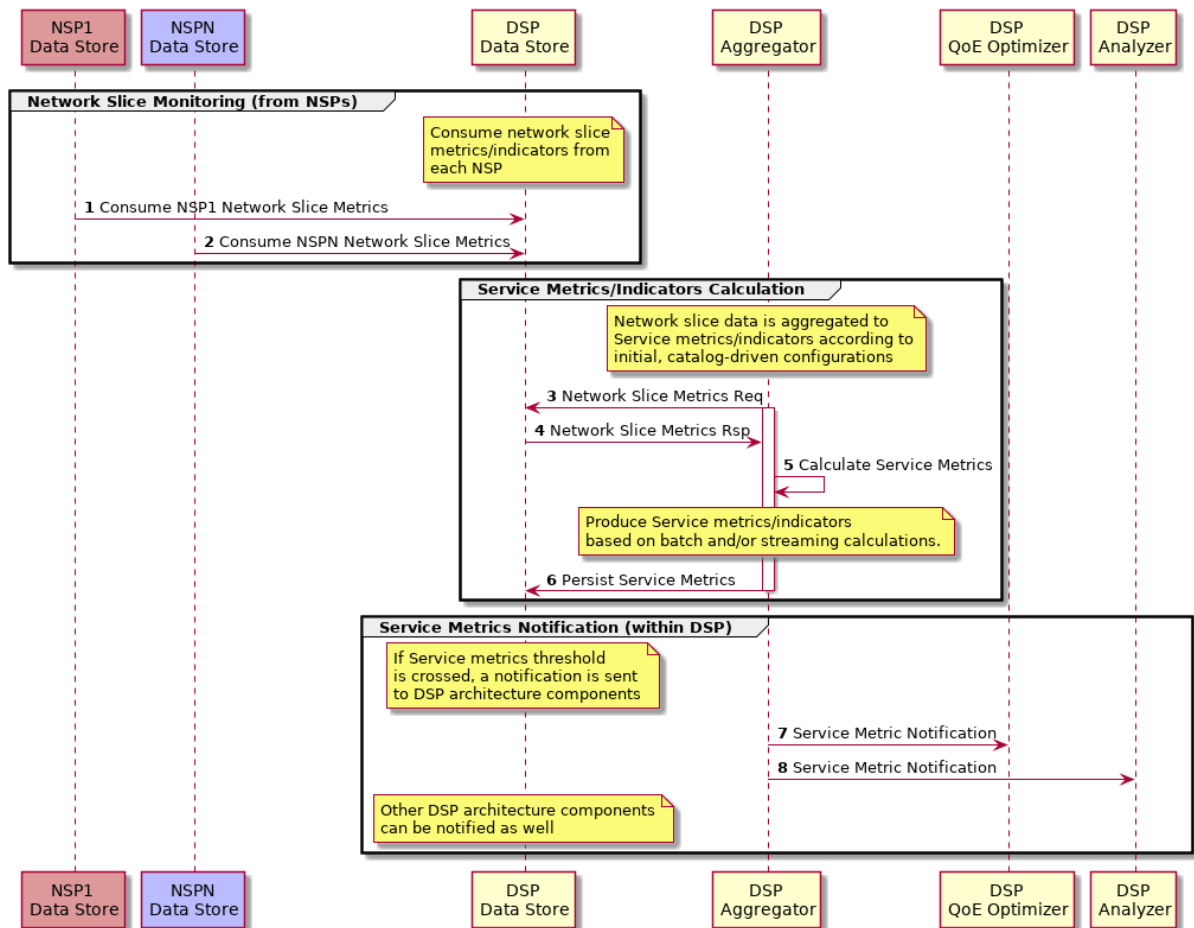 NSP1
Data Store
NSPN
Data Store
DSP
Data Store
DSP
Aggregator
DSP
QoE Optimizer
DSP
Analyzer
Network Slice Monitoring (from NSPs)
Consume network slice
metrics/indicators from
each NSP
1 Consume NSP1 Network Slice Metrics
2 Consume NSPN Network Slice Metrics
Service Metrics/Indicators Calculation
Network slice data is aggregated to
Service metrics/indicators according to
initial, catalog-driven configurations
3 Network Slice Metrics Req
4 Network Slice Metrics Rsp
5 Calculate Service Metrics
Produce Service metrics/indicators
based on batch and/or streaming calculations.
6 Persist Service Metrics
Service Metrics Notification (within DSP)
If Service metrics threshold
is crossed, a notification is sent
to DSP architecture components
7 Service Metric Notification
8 Service Metric Notification
Other DSP architecture components
can be notified as well
NSP1
Data Store
NSPN
Data Store
DSP
Data Store
DSP
Aggregator
DSP
QoE Optimizer
DSP
Analyzer